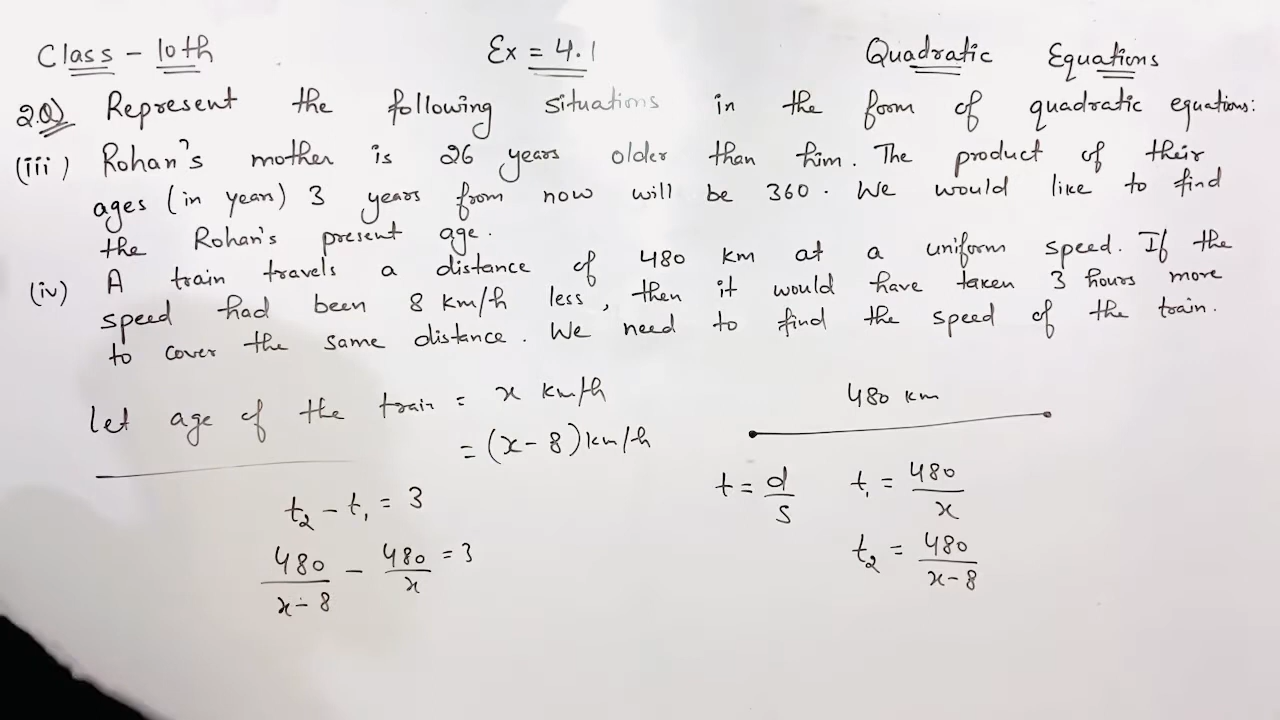 Class - 10th Ex = 4.1 Quadratic Equations
2Q) Represent the following situations in the form of quadratic equations:
(iii) Rohan's mother is 26 years older than him. The product of their
ages (in years) 3 years from now will be 360. We would like to find
the Rohan's present age.
(iv) A train travels a distance of 480 km at a uniform speed. If the
speed had been 8 km/h less, then it would have taken 3 hours more
to cover the same distance. We need to find the speed of the train.
Let age of the train = x km/h
= (x-8) km/h
480 km
t = d/s t₁ = 480/x
t₂ = 480/x-8
t₂ - t₁ = 3
480/x-8 - 480/x = 3